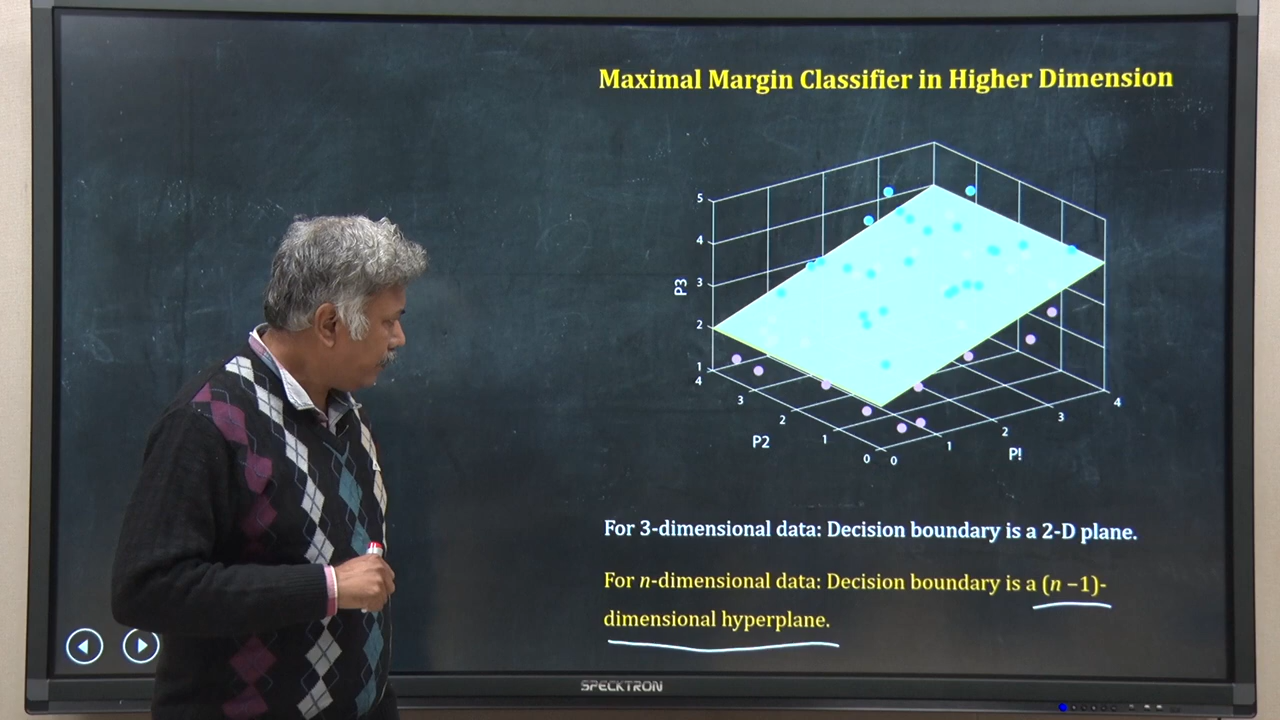 Maximal Margin Classifier in Higher Dimension
5
4
3
2
1
P3
4
3
2
1
0
P2
0
1
2
3
4
P!
For 3-dimensional data: Decision boundary is a 2-D plane.
For n-dimensional data: Decision boundary is a (n −1)-
dimensional hyperplane.
SPECKTRON